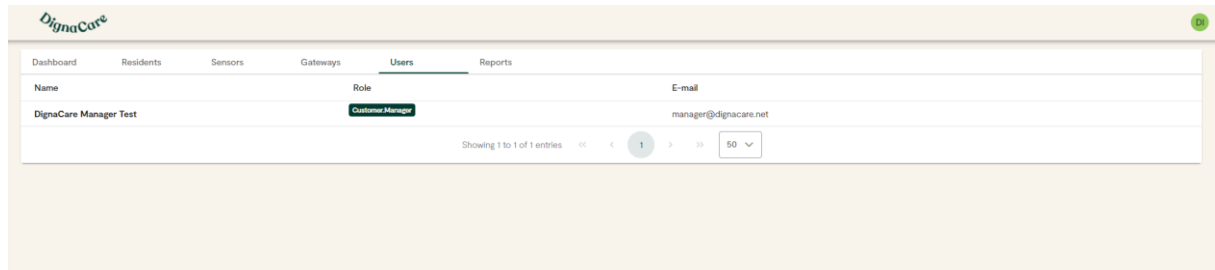 DignaCare
DI
Dashboard Residents Sensors Gateways Users Reports
Name Role E-mail
DignaCare Manager Test Customer.Manager manager@dignacare.net
Showing 1 to 1 of 1 entries « ‹ 1 › » 50